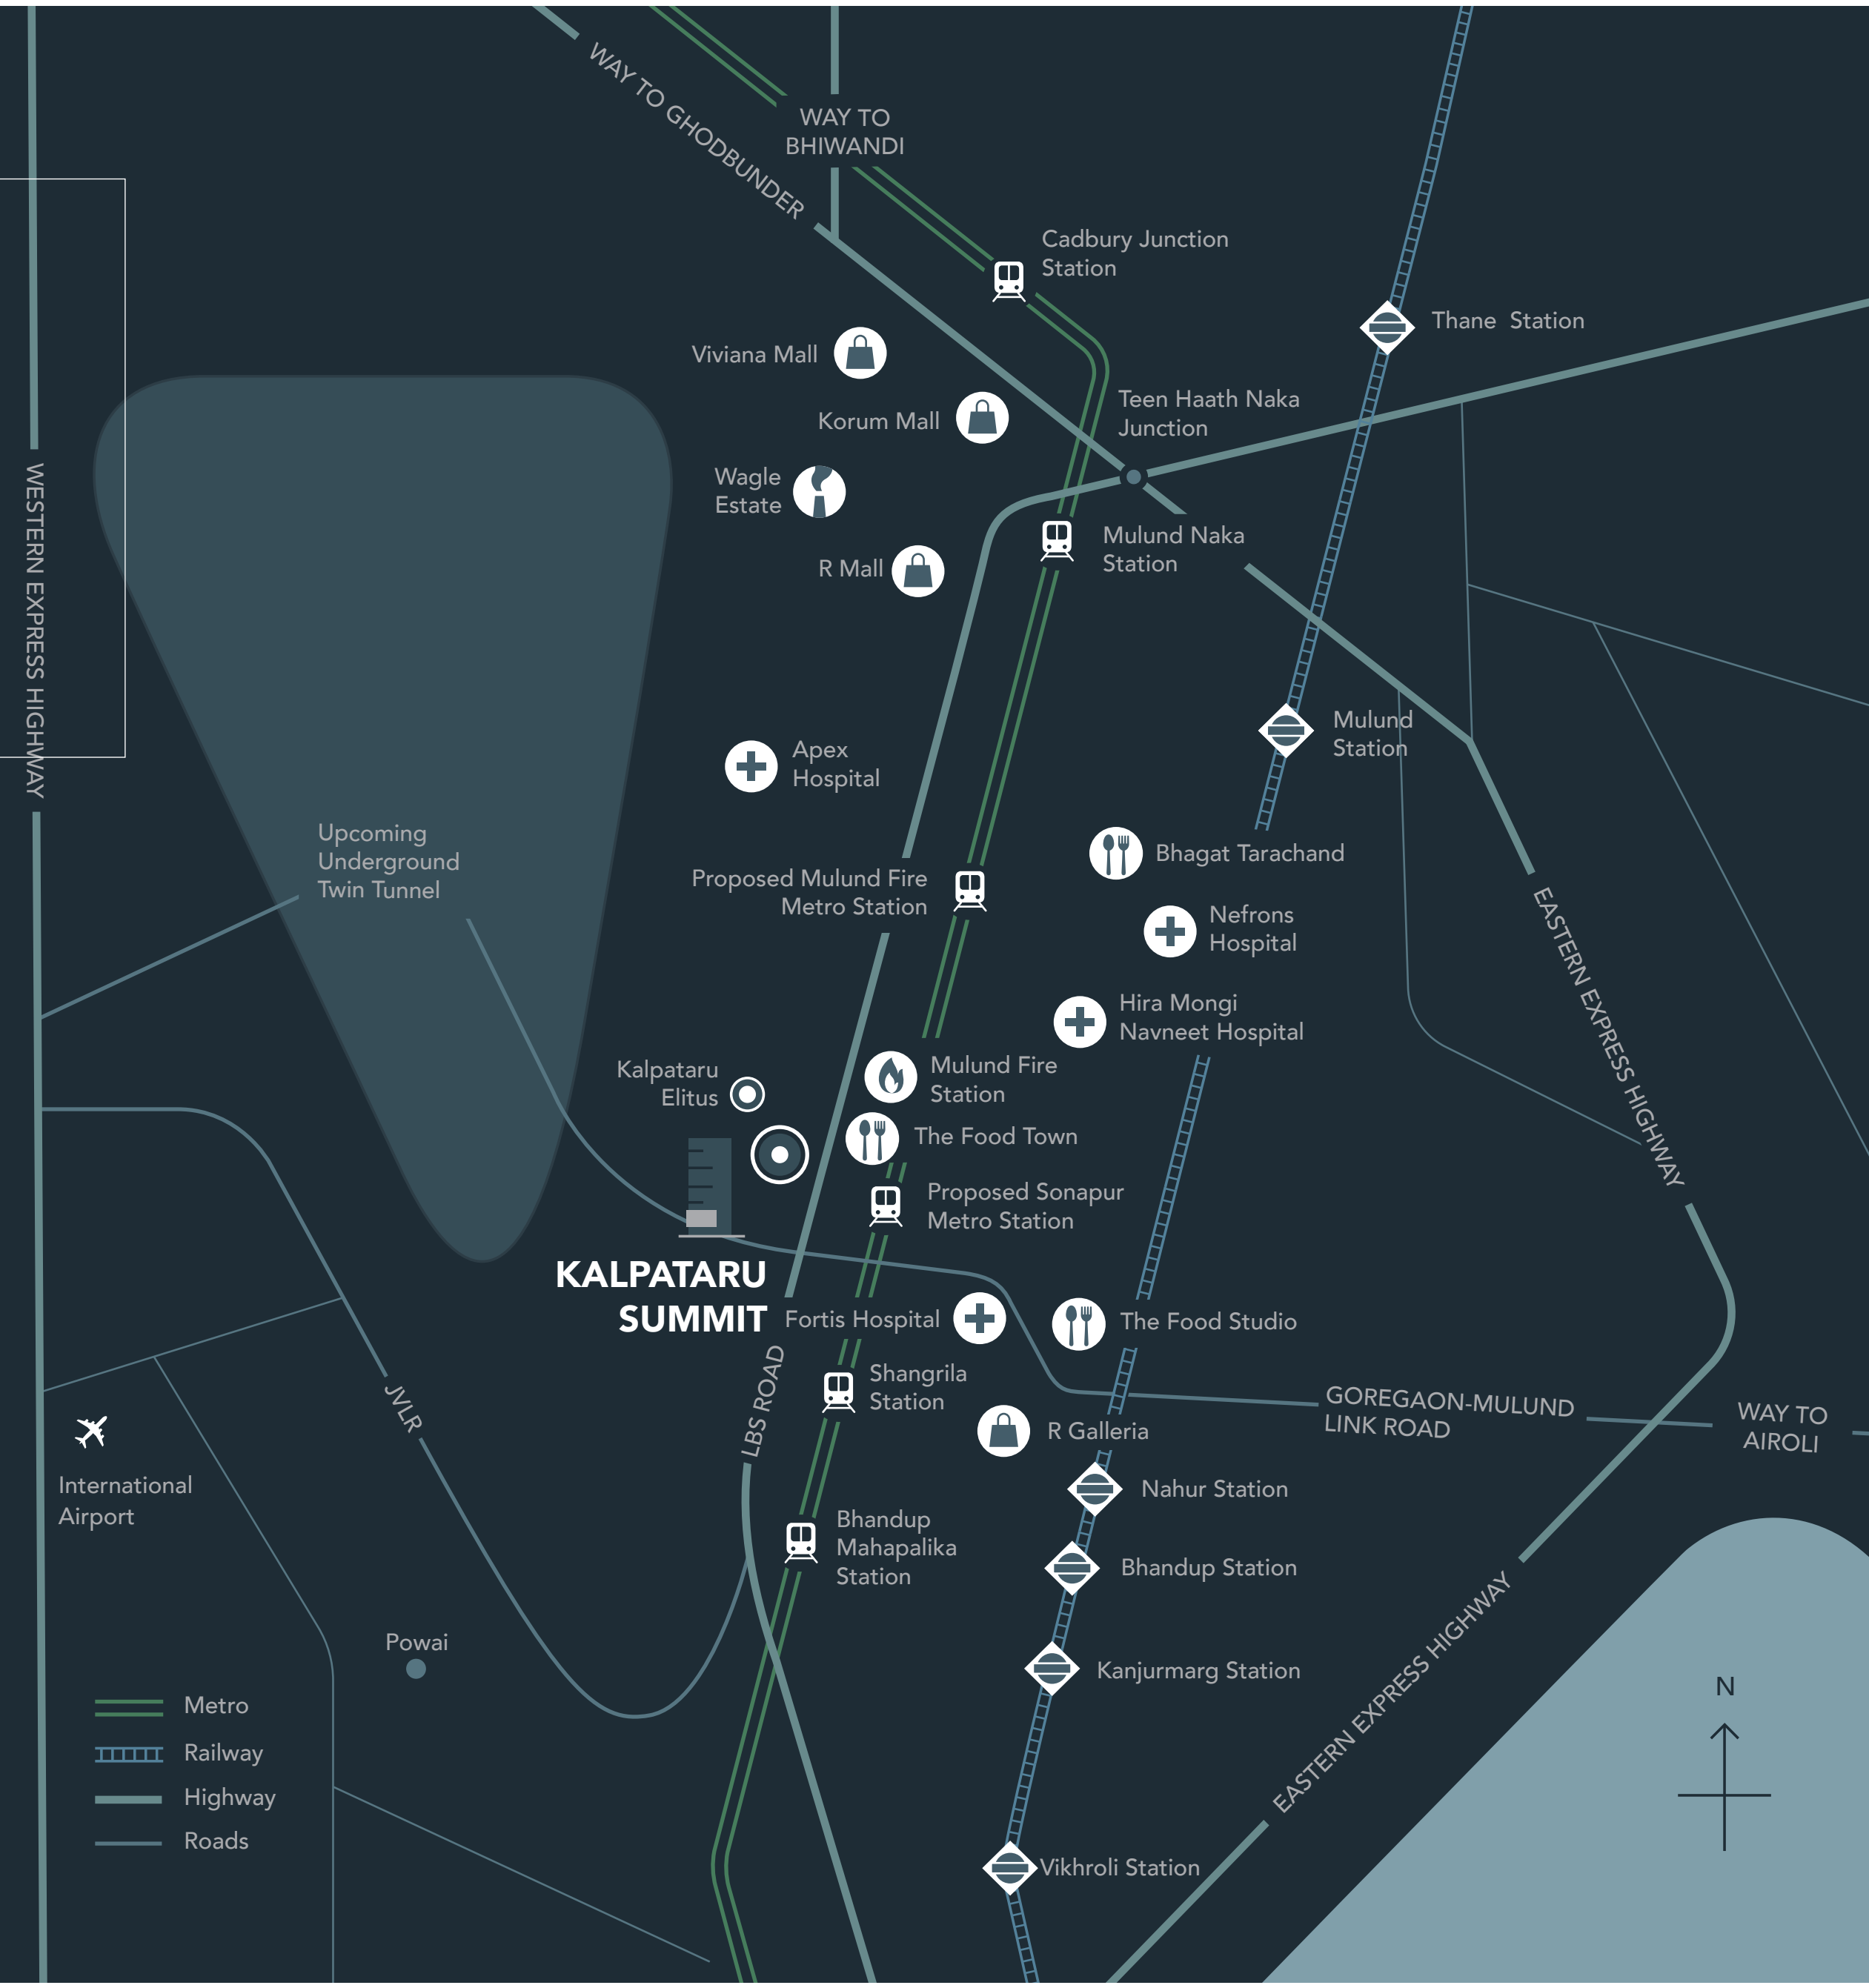 WAY TO GHODBUNDER
WAY TO
BHIWANDI
Cadbury Junction
Station
Thane Station
Viviana Mall
Korum Mall
Teen Haath Naka
Junction
Wagle
Estate
WESTERN EXPRESS HIGHWAY
Mulund Naka
Station
R Mall
Mulund
Station
Apex
Hospital
Upcoming
Underground
Twin Tunnel
Bhagat Tarachand
Proposed Mulund Fire
Metro Station
Nefrons
Hospital
EASTERN EXPRESS HIGHWAY
Hira Mongi
Navneet Hospital
Kalpataru
Elitus
Mulund Fire
Station
The Food Town
Proposed Sonapur
Metro Station
KALPATARU
SUMMIT
Fortis Hospital
The Food Studio
LBS ROAD
Shangrila
Station
JVLR
GOREGAON-MULUND
LINK ROAD
WAY TO
AIROLI
R Galleria
International
Airport
Nahur Station
Bhandup
Mahapalika
Station
Bhandup Station
EASTERN EXPRESS HIGHWAY
Powai
Kanjurmarg Station
N
Metro
Railway
Highway
Roads
Vikhroli Station